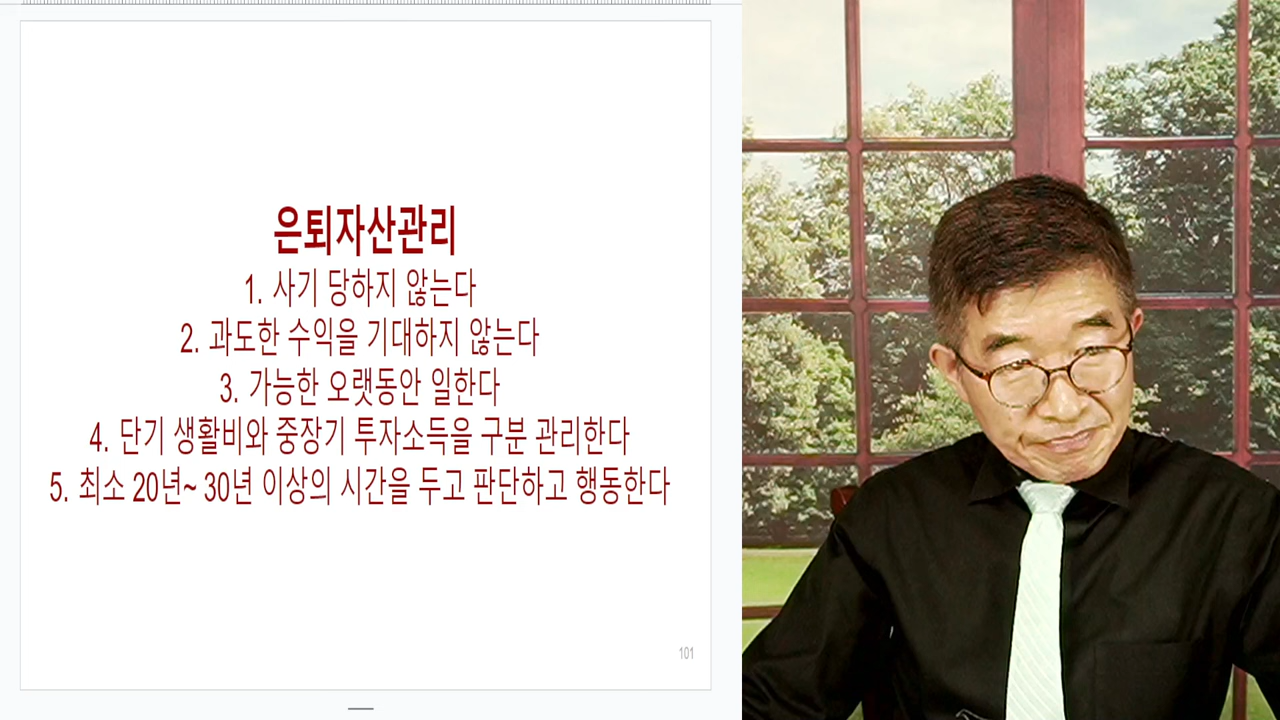 은퇴자산관리
1. 사기 당하지 않는다
2. 과도한 수익을 기대하지 않는다
3. 가능한 오랫동안 일한다
4. 단기 생활비와 중장기 투자소득을 구분 관리한다
5. 최소 20년~ 30년 이상의 시간을 두고 판단하고 행동한다
101